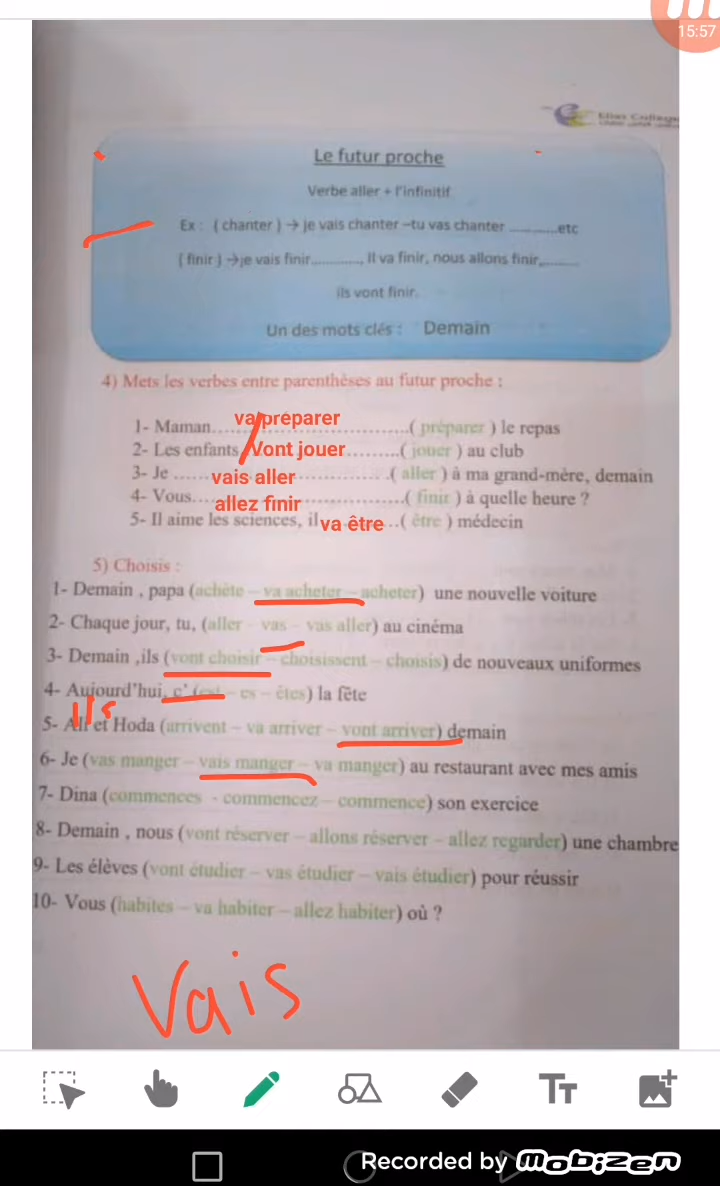 15:57
Elias Collège
Le futur proche
Verbe aller + l'infinitif
Ex : ( chanter ) → je vais chanter –tu vas chanter ............etc
( finir ) →je vais finir............., Il va finir, nous allons finir,.........
ils vont finir.
Un des mots clés : Demain
4) Mets les verbes entre parenthèses au futur proche :
1- Maman... va préparer ...( préparer ) le repas
2- Les enfants Vont jouer ...( jouer ) au club
3- Je ... vais aller ...( aller ) à ma grand-mère, demain
4- Vous... allez finir ...( finir ) à quelle heure ?
5- Il aime les sciences, il va être ..( être ) médecin
5) Choisis :
1- Demain , papa (achète – va acheter – acheter) une nouvelle voiture
2- Chaque jour, tu, (aller – vas – vas aller) au cinéma
3- Demain ,ils (vont choisir – choisissent – choisis) de nouveaux uniformes
4- Aujourd'hui, c' (est – es – êtes) la fête
Ils
5- Ali et Hoda (arrivent – va arriver – vont arriver) demain
6- Je (vas manger – vais manger – va manger) au restaurant avec mes amis
7- Dina (commences - commencez – commence) son exercice
8- Demain , nous (vont réserver – allons réserver – allez regarder) une chambre
9- Les élèves (vont étudier – vas étudier – vais étudier) pour réussir
10- Vous (habites – va habiter – allez habiter) où ?
Vais
TT
Recorded by mobizen